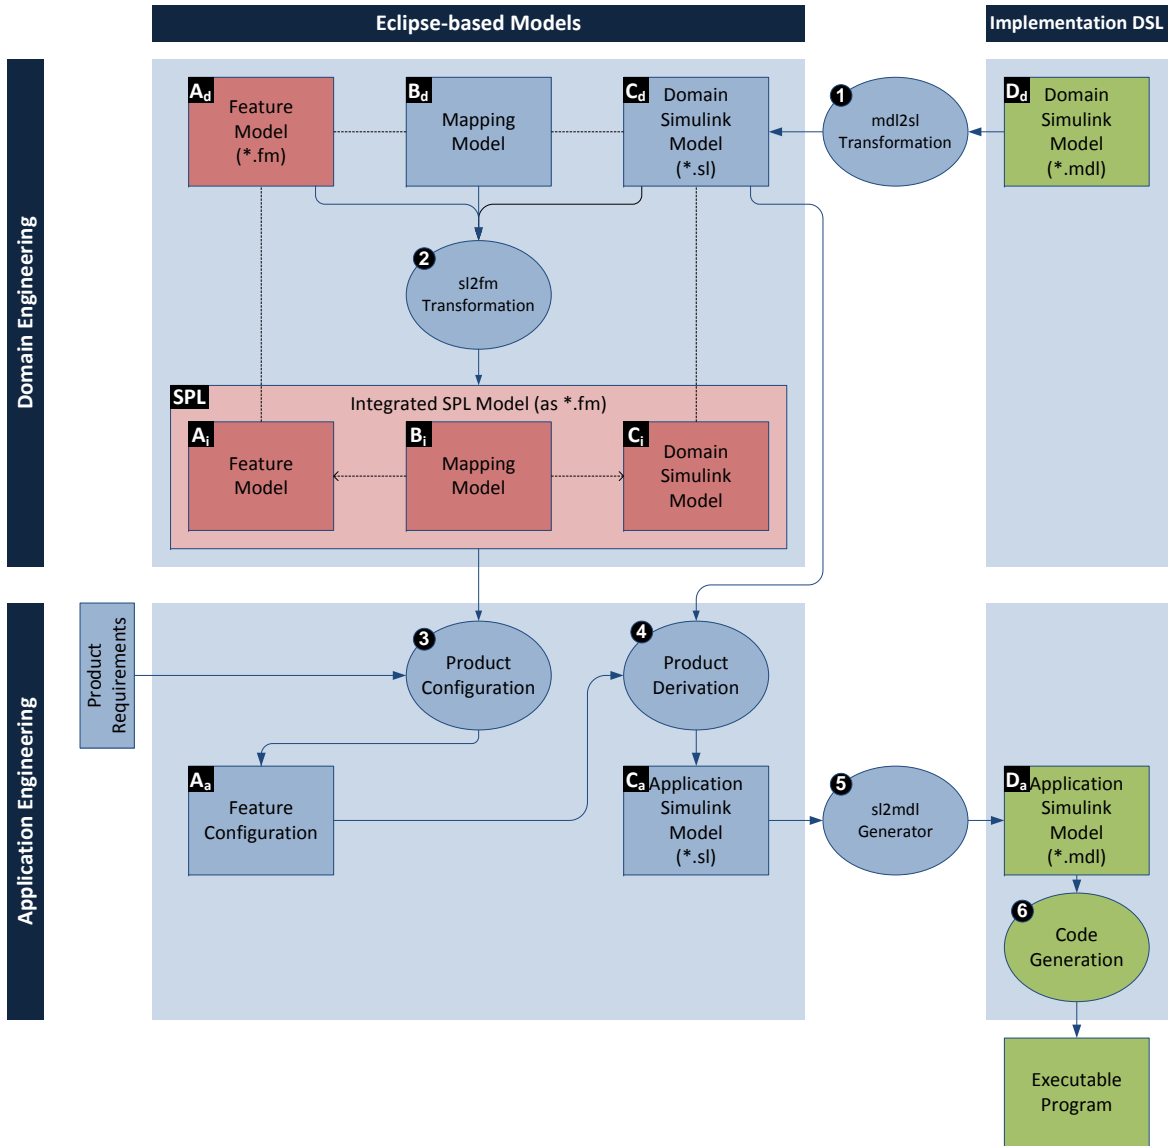 Eclipse-based Models
Implementation DSL
Domain Engineering
Ad
Feature
Model
(*.fm)
Bd
Mapping
Model
Cd
Domain
Simulink
Model
(*.sl)
1
mdl2sl
Transformation
Dd
Domain
Simulink
Model
(*.mdl)
2
sl2fm
Transformation
SPL
Integrated SPL Model (as *.fm)
Ai
Feature
Model
Bi
Mapping
Model
Ci
Domain
Simulink
Model
Application Engineering
Product
Requirements
3
Product
Configuration
4
Product
Derivation
Aa
Feature
Configuration
Ca
Application
Simulink
Model
(*.sl)
5
sl2mdl
Generator
Da
Application
Simulink
Model
(*.mdl)
6
Code
Generation
Executable
Program